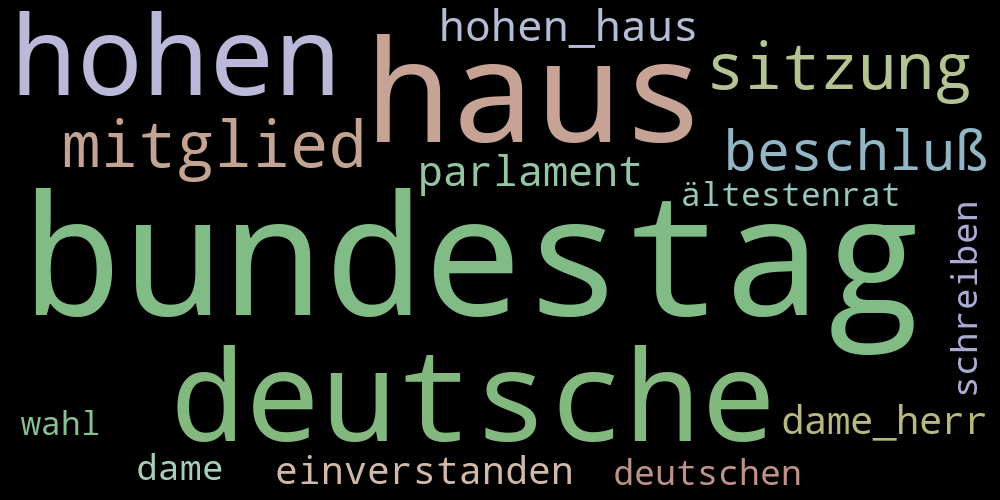 hohen
hohen_haus
haus
sitzung
mitglied
parlament
beschluß
ältestenrat
bundestag
schreiben
deutsche
wahl
dame_herr
dame
einverstanden
deutschen